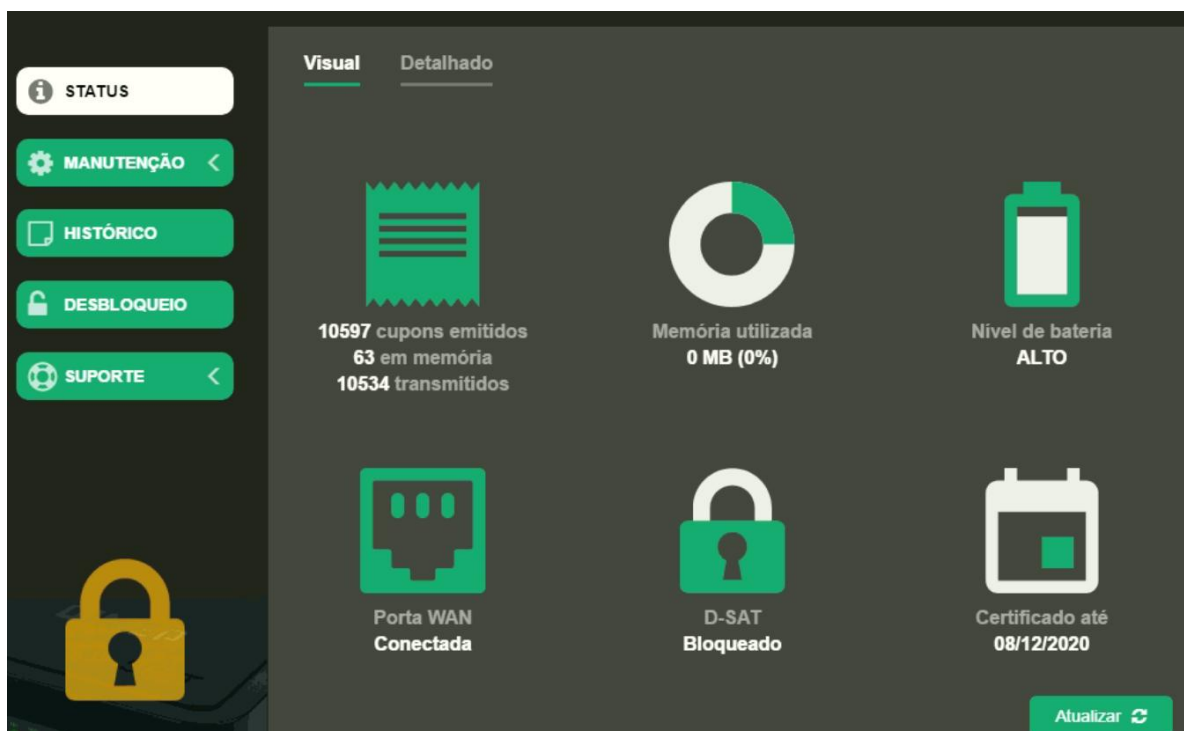 Visual
Detalhado
STATUS
MANUTENÇÃO
HISTÓRICO
DESBLOQUEIO
SUPORTE
10597 cupons emitidos
63 em memória
10534 transmitidos
Memória utilizada
0 MB (0%)
Nível de bateria
ALTO
Porta WAN
Conectada
D-SAT
Bloqueado
Certificado até
08/12/2020
Atualizar